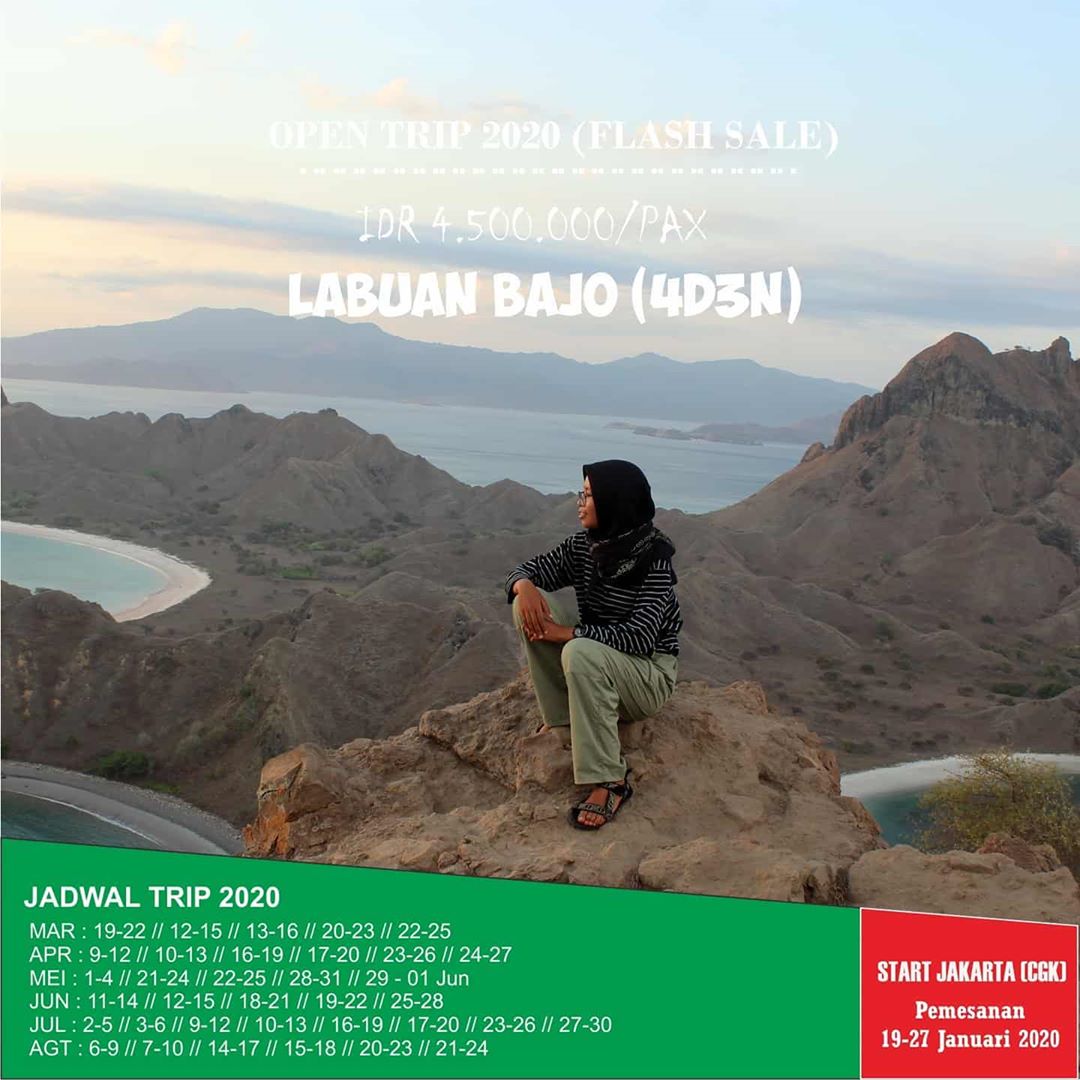 OPEN TRIP 2020 (FLASH SALE)
IDR 4.500.000/PAX
LABUAN BAJO (4D3N)
JADWAL TRIP 2020
MAR : 19-22 // 12-15 // 13-16 // 20-23 // 22-25
APR : 9-12 // 10-13 // 16-19 // 17-20 // 23-26 // 24-27
MEI : 1-4 // 21-24 // 22-25 // 28-31 // 29 - 01 Jun
JUN : 11-14 // 12-15 // 18-21 // 19-22 // 25-28
JUL : 2-5 // 3-6 // 9-12 // 10-13 // 16-19 // 17-20 // 23-26 // 27-30
AGT : 6-9 // 7-10 // 14-17 // 15-18 // 20-23 // 21-24
START JAKARTA (CGK)
Pemesanan
19-27 Januari 2020